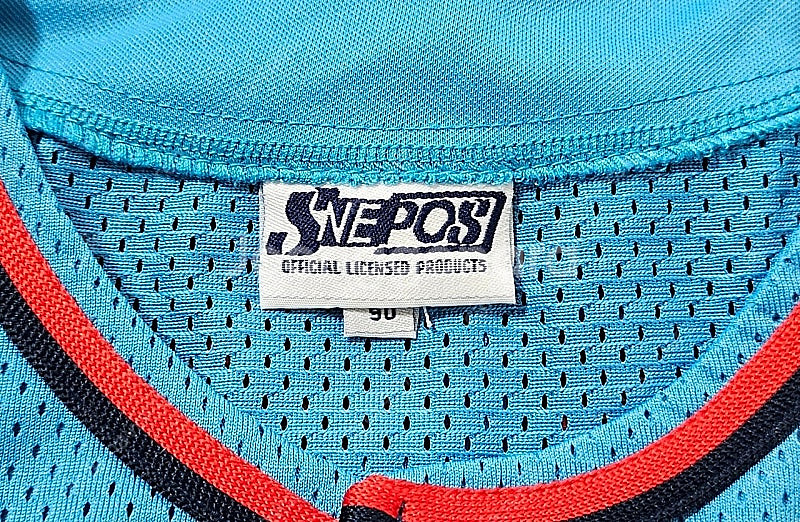 SNEPOS
OFFICIAL LICENSED PRODUCTS
90